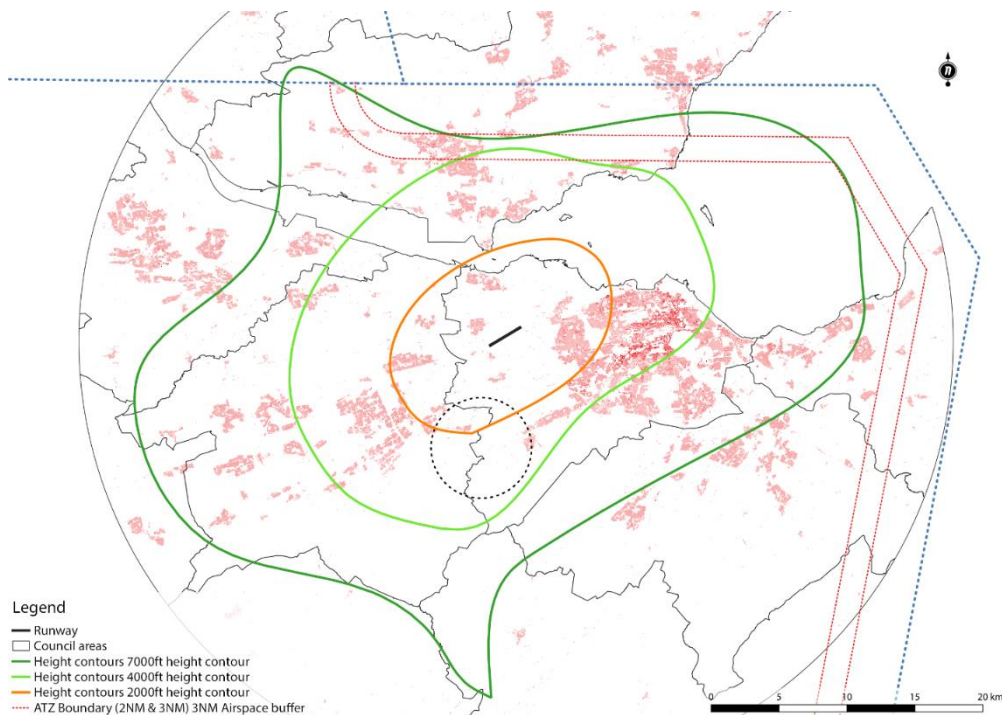 n
Legend
Runway
Council areas
Height contours 7000ft height contour
Height contours 4000ft height contour
Height contours 2000ft height contour
ATZ Boundary (2NM & 3NM) 3NM Airspace buffer
0 5 10 15 20 km